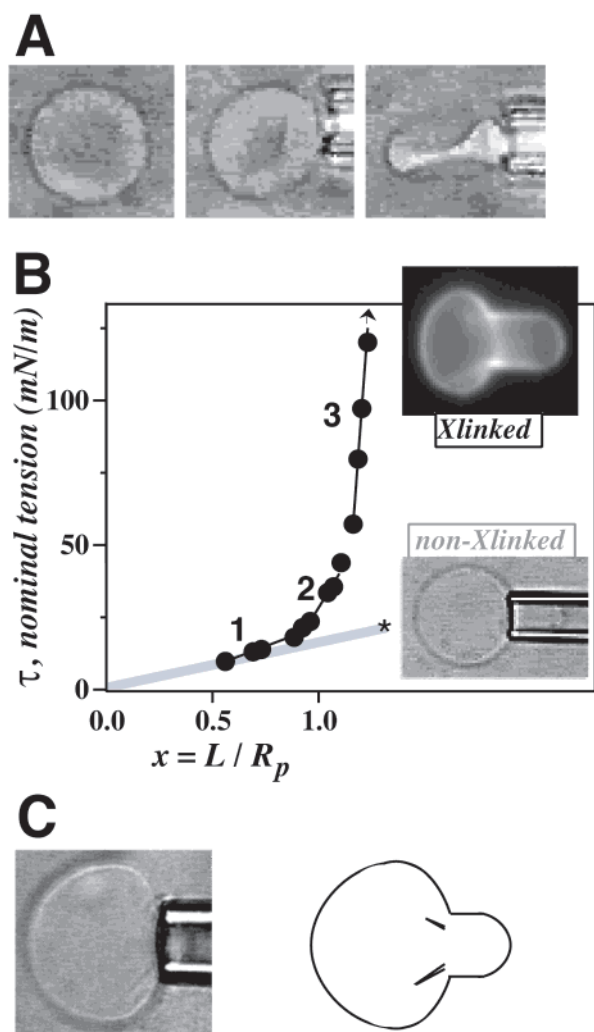 A
B
τ, nominal tension (mN/m)
100
50
0
1
2
3
*
Xlinked
non-Xlinked
0.0
0.5
1.0
x = L / Rp
C